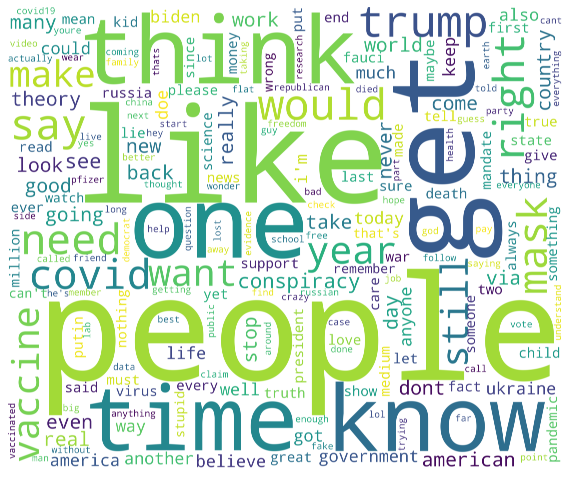 covid19
youre
kid
biden
work
put
end
fauci
cant
also
first
many
mean
think
trump
everything
video
actually
wear
family
coming
lot
since
money
taking
wrong
research
republican
world
maybe
keep
earth
country
could
make
thats
please
flat
much
died
told
party
right
theory
russia
doe
china
next
would
come
tell
guess
true
say
read
live
yes
lie
hey
science
really
guy
freedom
i'm
never
made
mandate
state
look
see
new
better
start
like
get
part
health
give
everyone
good
back
pfizer
thought
news
wonder
last
bad
check
sure
death
thing
ever
watch
side
long
going
one
take
today
hope
god
pay
always
something
need
help
question
lost
away
evidence
school
free
that's
year
follow
saying
million
called
friend
democrat
support
remember
war
via
mask
covid
want
conspiracy
still
can't
the's
member
getting
yet
find
crazy
russian
care
job
day
anyone
someone
two
understand
vaccine
nothing
putin
lab
best
public
stop
around
president
case
love
done
medium
let
vote
child
people
data
claim
life
said
must
virus
every
well
truth
show
dont
fact
call
ukraine
vaccinated
even
real
big
way
stupid
time
anything
enough
fake
got
lol
trying
know
far
pandemic
man
without
america
another
believe
great
government
american
point